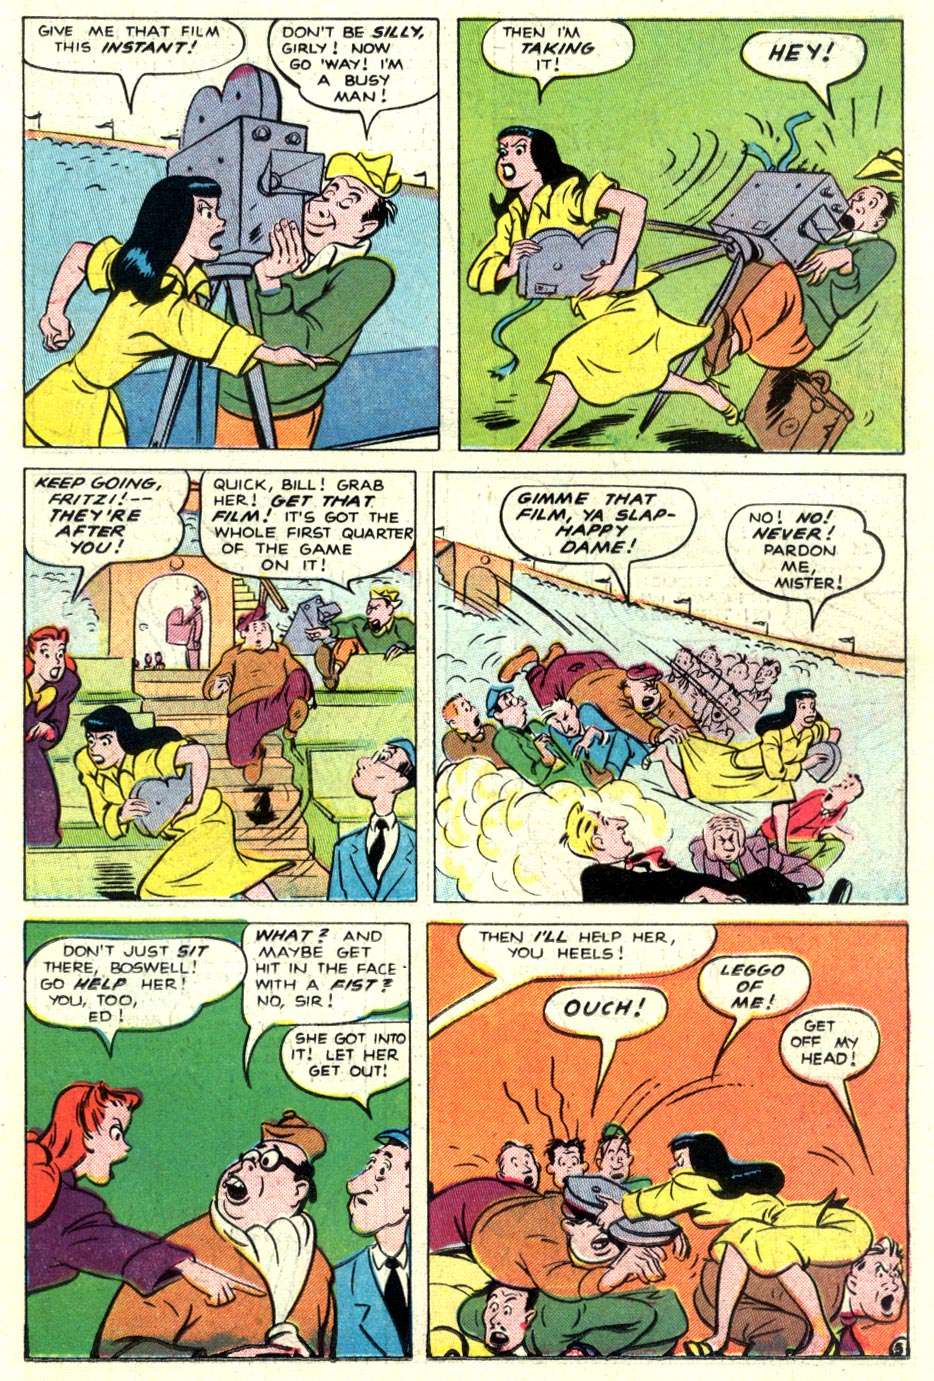 GIVE ME THAT FILM
THIS INSTANT!
DON'T BE SILLY,
GIRLY! NOW
GO 'WAY! I'M
A BUSY
MAN!
THEN I'M
TAKING
IT!
HEY!
KEEP GOING,
FRITZI!--
THEY'RE
AFTER
YOU!
QUICK, BILL! GRAB
HER! GET THAT
FILM! IT'S GOT THE
WHOLE FIRST QUARTER
OF THE GAME
ON IT!
GIMME THAT
FILM, YA SLAP-
HAPPY
DAME!
NO! NO!
NEVER!
PARDON
ME,
MISTER!
DON'T JUST SIT
THERE, BOSWELL!
GO HELP HER!
YOU, TOO,
ED!
WHAT? AND
MAYBE GET
HIT IN THE FACE
WITH A FIST?
NO, SIR!
SHE GOT INTO
IT! LET HER
GET OUT!
THEN I'LL HELP HER,
YOU HEELS!
OUCH!
LEGGO
OF
ME!
GET
OFF MY
HEAD!